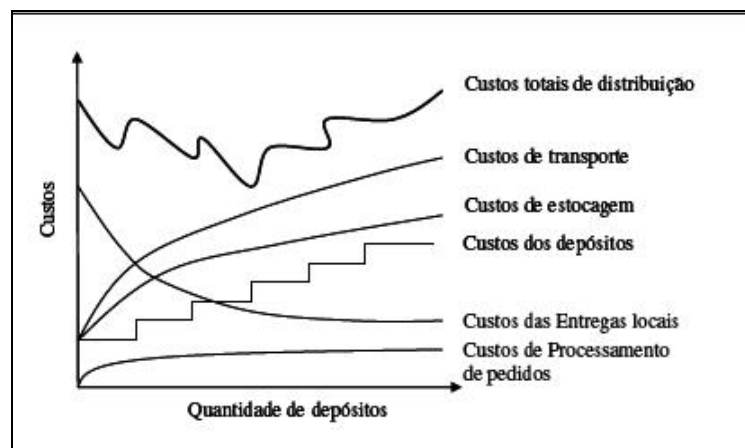 Custos totais de distribuição
Custos de transporte
Custos de estocagem
Custos dos depósitos
Custos das Entregas locais
Custos de Processamento
de pedidos
Custos
Quantidade de depósitos